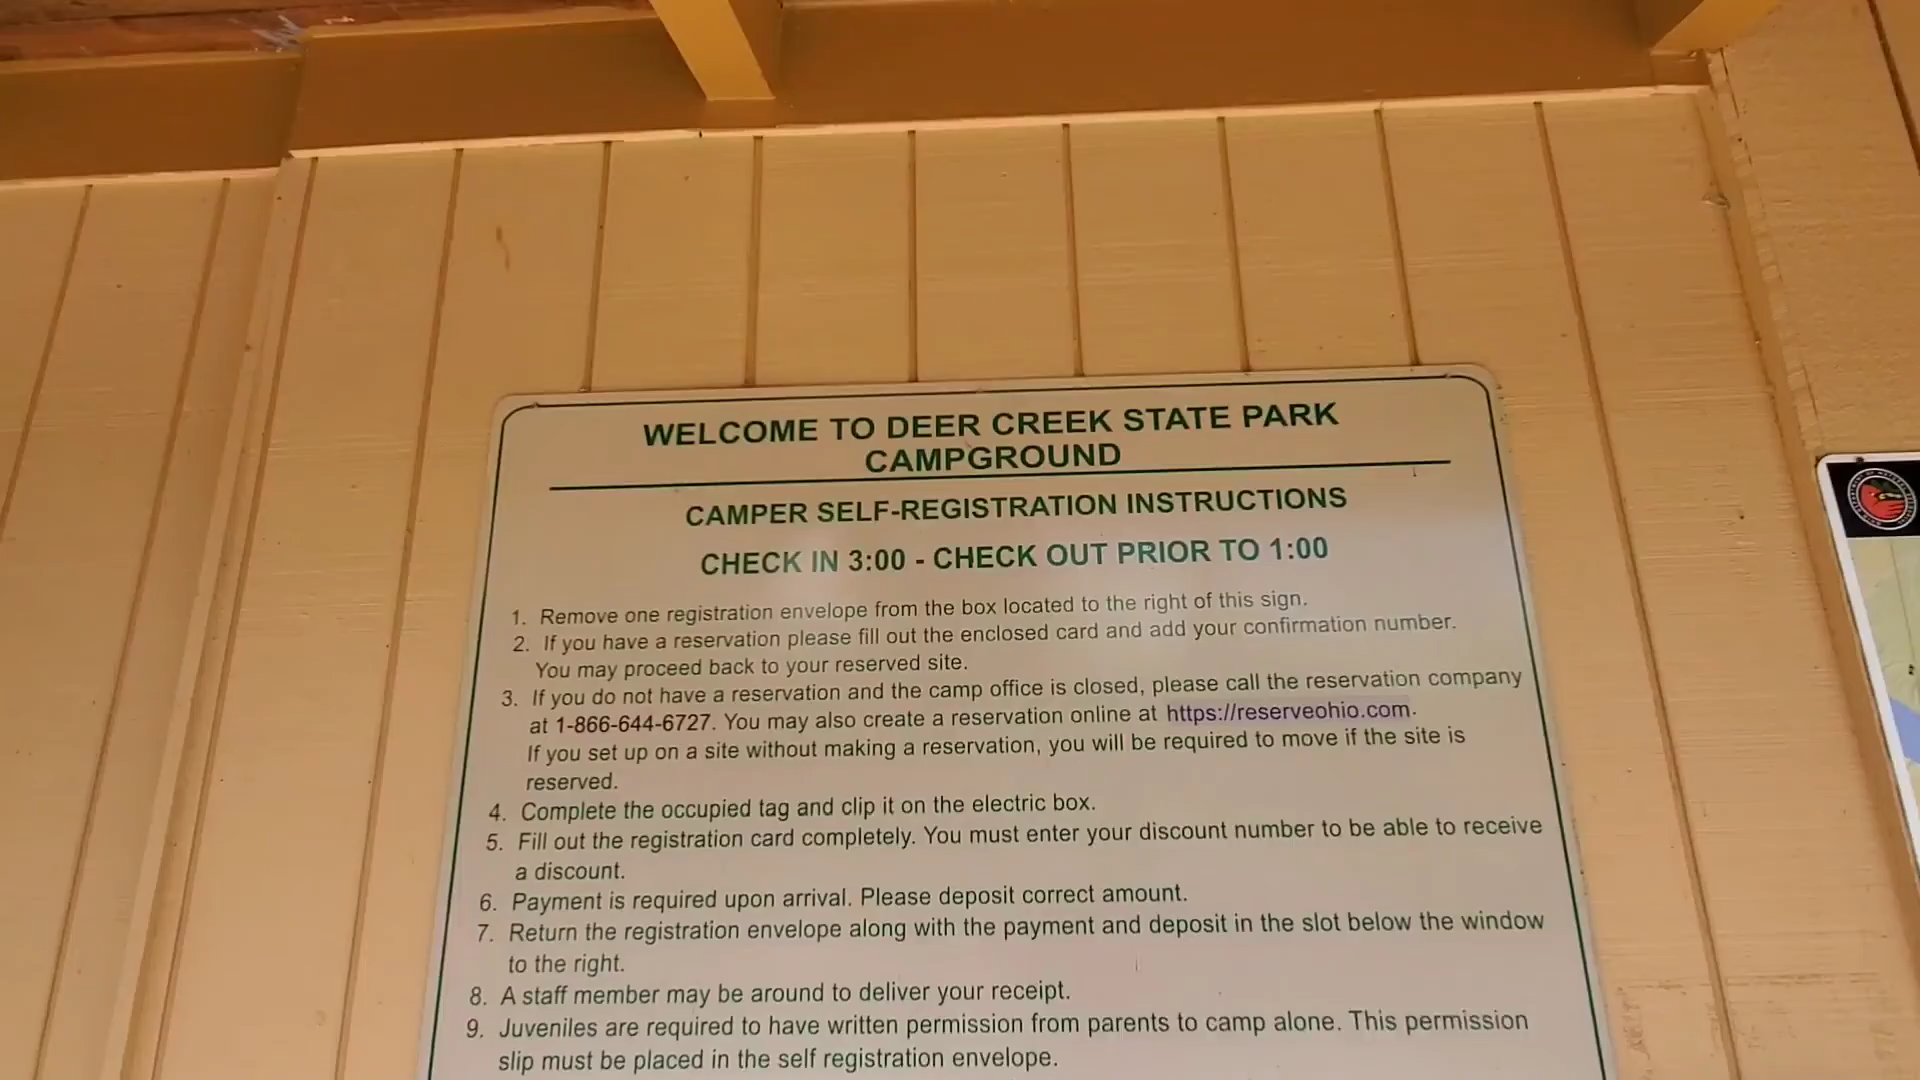 WELCOME TO DEER CREEK STATE PARK
CAMPGROUND
CAMPER SELF-REGISTRATION INSTRUCTIONS
CHECK IN 3:00 - CHECK OUT PRIOR TO 1:00
1. Remove one registration envelope from the box located to the right of this sign.
2. If you have a reservation please fill out the enclosed card and add your confirmation number.
You may proceed back to your reserved site.
3. If you do not have a reservation and the camp office is closed, please call the reservation company
at 1-866-644-6727. You may also create a reservation online at https://reserveohio.com.
If you set up on a site without making a reservation, you will be required to move if the site is
reserved.
4. Complete the occupied tag and clip it on the electric box.
5. Fill out the registration card completely. You must enter your discount number to be able to receive
a discount.
6. Payment is required upon arrival. Please deposit correct amount.
7. Return the registration envelope along with the payment and deposit in the slot below the window
to the right.
8. A staff member may be around to deliver your receipt.
9. Juveniles are required to have written permission from parents to camp alone. This permission
slip must be placed in the self registration envelope.